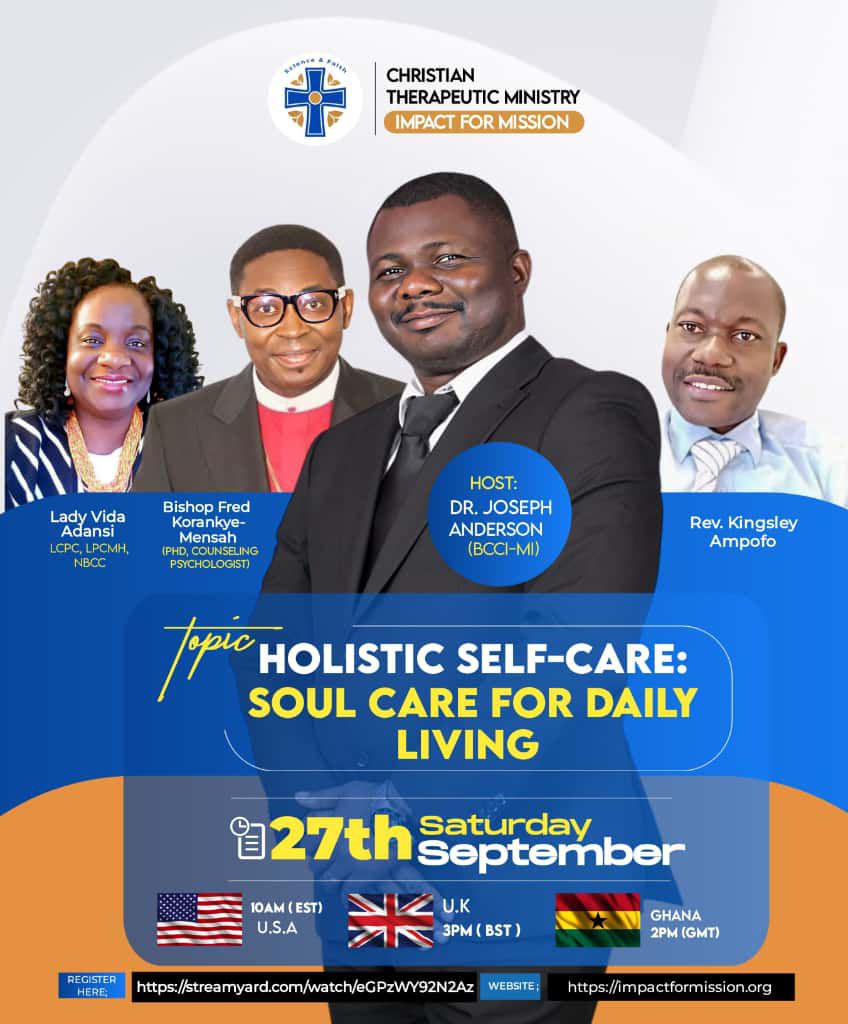 Science & Faith
CHRISTIAN
THERAPEUTIC MINISTRY
IMPACT FOR MISSION
Lady Vida
Adansi
LCPC, LPCMH,
NBCC
Bishop Fred
Korankye-
Mensah
(PHD, COUNSELING
PSYCHOLOGIST)
HOST:
DR. JOSEPH
ANDERSON
(BCCI-MI)
Rev. Kingsley
Ampofo
Topic
HOLISTIC SELF-CARE:
SOUL CARE FOR DAILY
LIVING
27th Saturday
September
10AM ( EST)
U.S.A
U.K
3PM ( BST )
GHANA
2PM (GMT)
REGISTER
HERE;
https://streamyard.com/watch/eGPzWY92N2Az
WEBSITE ;
https://impactformission.org